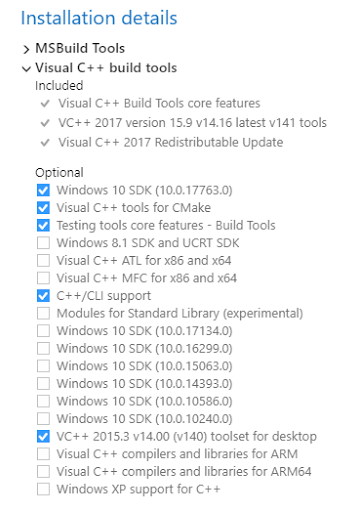 Installation details
MSBuild Tools
Visual C++ build tools
Included
Visual C++ Build Tools core features
VC++ 2017 version 15.9 v14.16 latest v141 tools
Visual C++ 2017 Redistributable Update
Optional
Windows 10 SDK (10.0.17763.0)
Visual C++ tools for CMake
Testing tools core features - Build Tools
Windows 8.1 SDK and UCRT SDK
Visual C++ ATL for x86 and x64
Visual C++ MFC for x86 and x64
C++/CLI support
Modules for Standard Library (experimental)
Windows 10 SDK (10.0.17134.0)
Windows 10 SDK (10.0.16299.0)
Windows 10 SDK (10.0.15063.0)
Windows 10 SDK (10.0.14393.0)
Windows 10 SDK (10.0.10586.0)
Windows 10 SDK (10.0.10240.0)
VC++ 2015.3 v14.00 (v140) toolset for desktop
Visual C++ compilers and libraries for ARM
Visual C++ compilers and libraries for ARM64
Windows XP support for C++